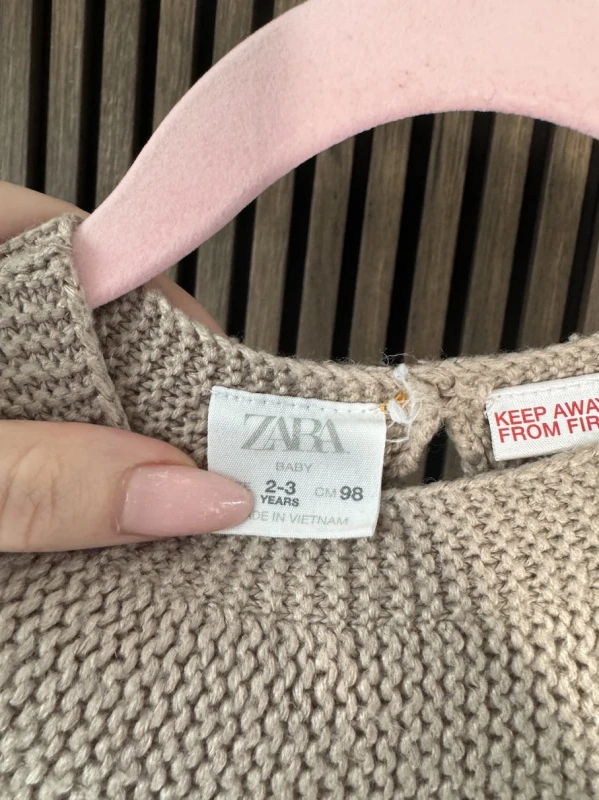 ZARA
BABY
2-3
YEARS
CM 98
DE IN VIETNAM
KEEP AWAY
FROM FIR